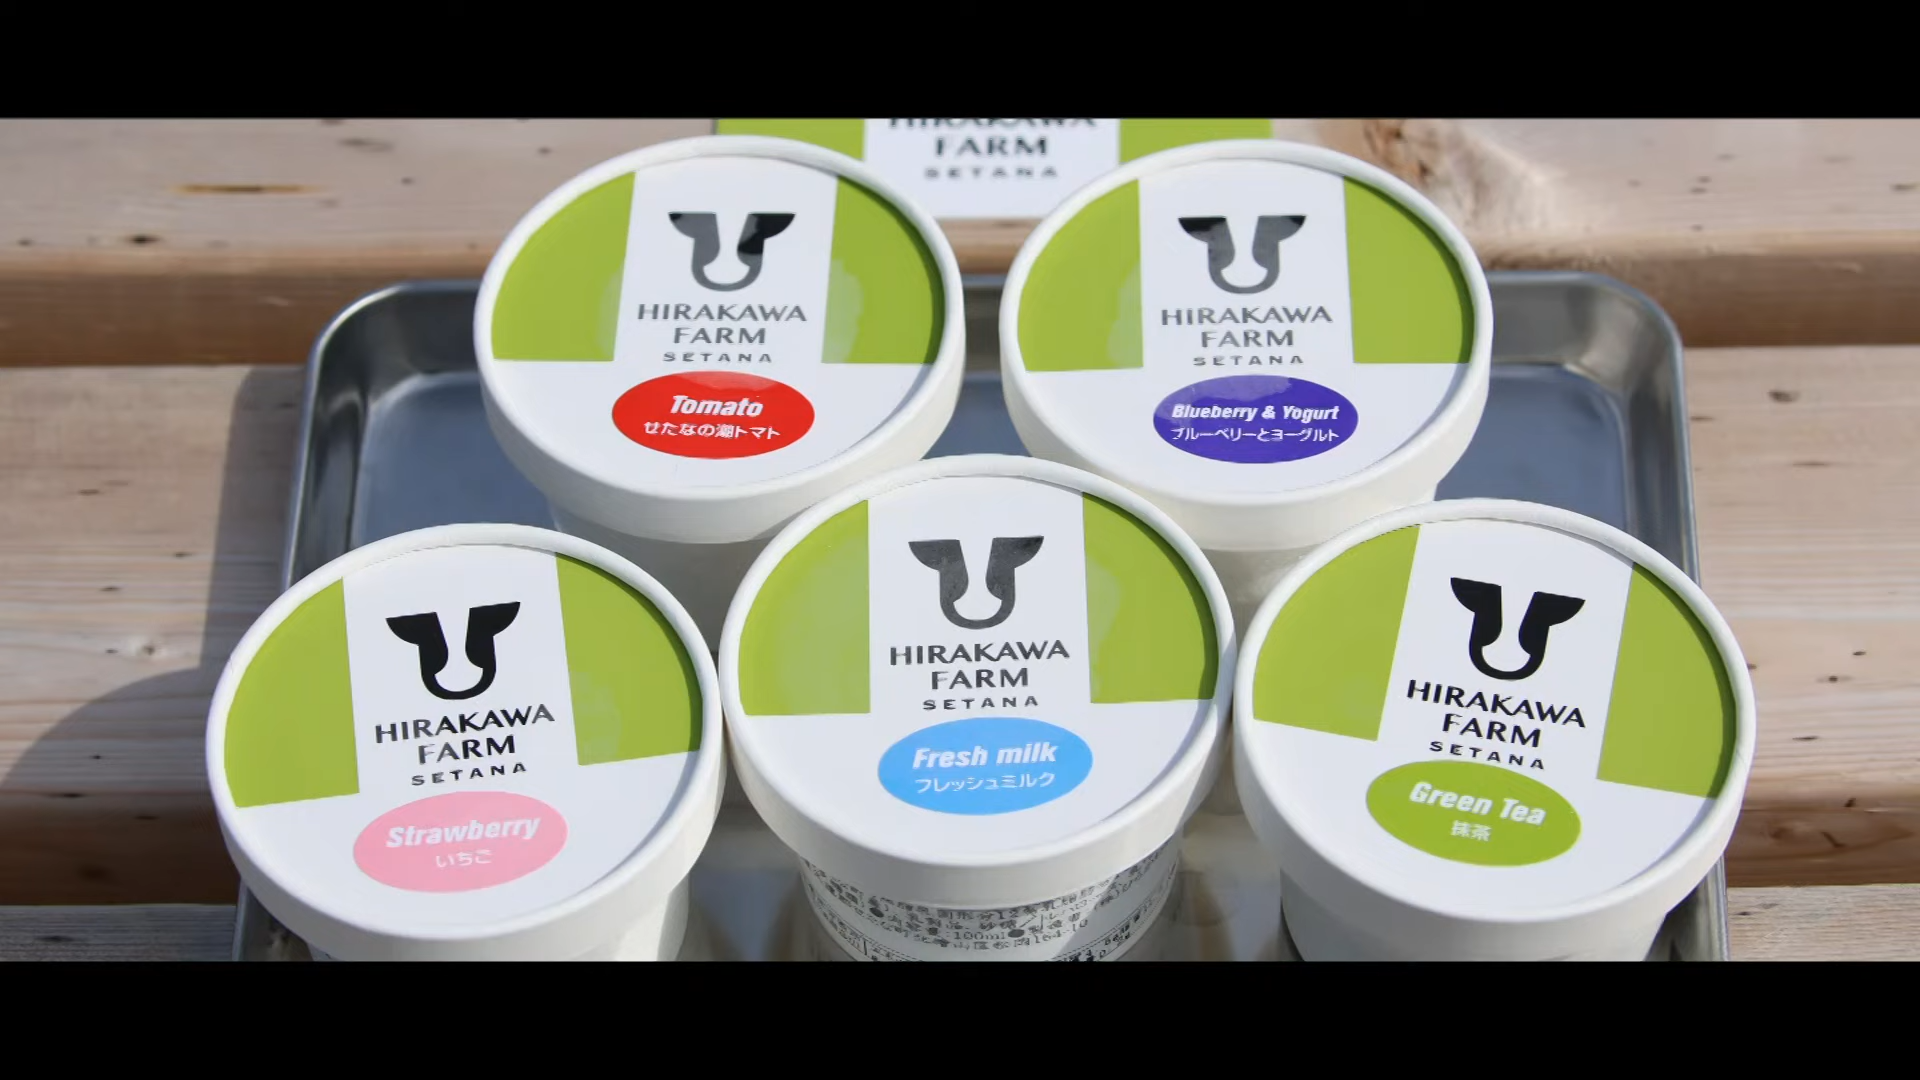 HIRAKAWA
FARM
SETANA
HIRAKAWA
FARM
SETANA
Tomato
せたなの潮トマト
HIRAKAWA
FARM
SETANA
Blueberry & Yogurt
ブルーベリーとヨーグルト
HIRAKAWA
FARM
SETANA
Strawberry
いちご
HIRAKAWA
FARM
SETANA
Fresh milk
フレッシュミルク
HIRAKAWA
FARM
SETANA
Green Tea
抹茶
100ml
164-10